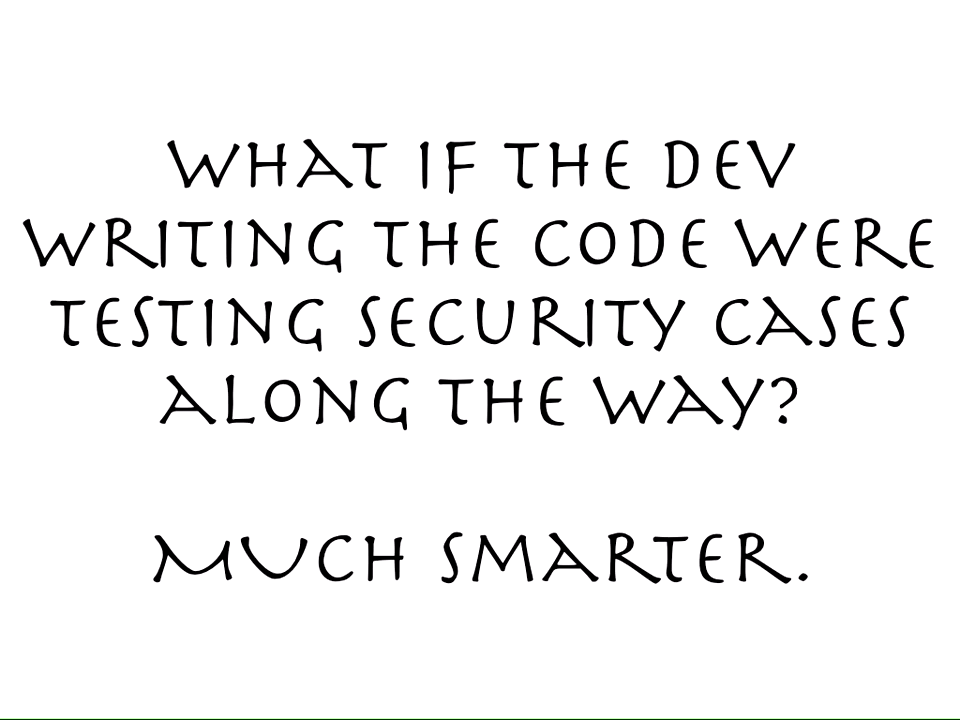 What if the dev
writing the code were
testing security cases
along the way?
Much smarter.